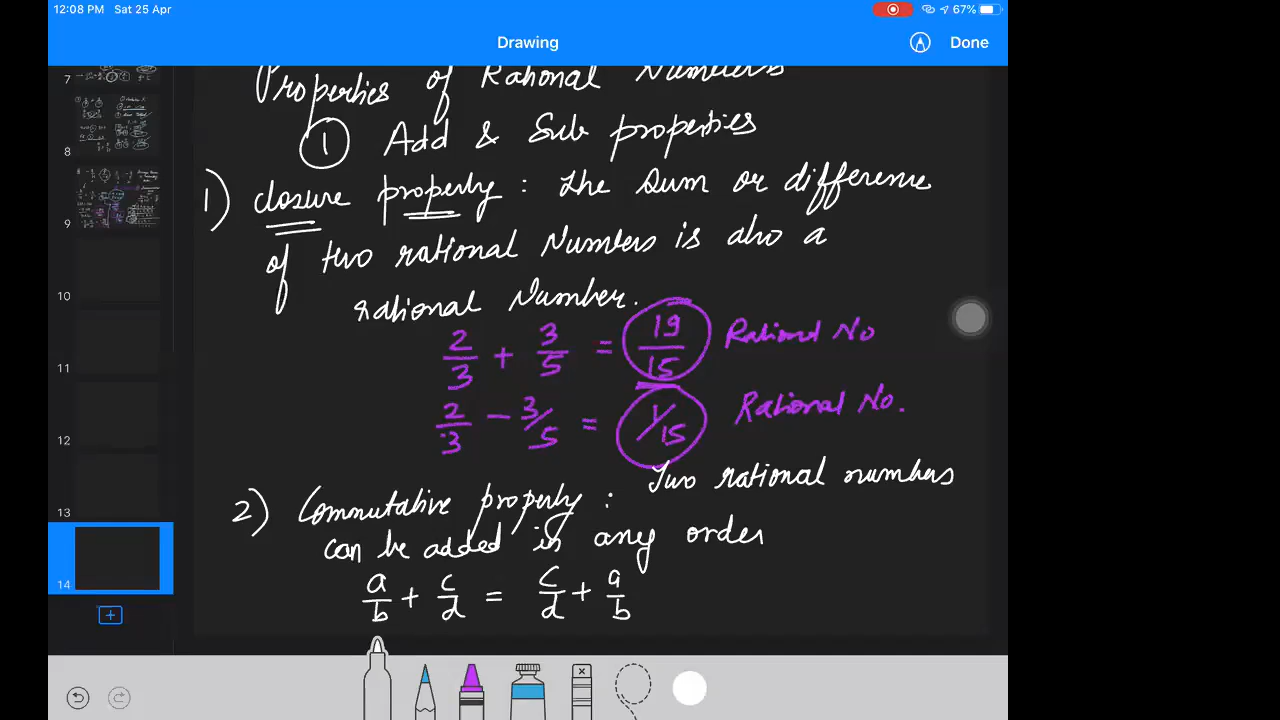 12:08 PM Sat 25 Apr 67%
Drawing Done
Properties of Rational Numbers
① Add & Sub properties
1) closure property : the sum or difference
of two rational Numbers is also a
rational Number.
2/3 + 3/5 = 19/15 Rational No
2/3 - 3/5 = 1/15 Rational No.
2) Commutative property : Two rational numbers
can be added in any order
a/b + c/d = c/d + a/b
7
8
9
10
11
12
13
14